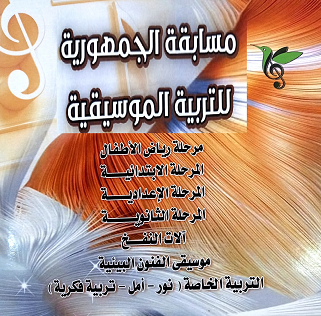 مسابقة الجمهورية
للتربية الموسيقية
مرحلة رياض الأطفال
المرحلة الابتدائية
المرحلة الإعدادية
المرحلة الثانوية
آلات النفخ
موسيقى الفنون البينية
التربية الخاصة ( نور - أمل - تربية فكرية )